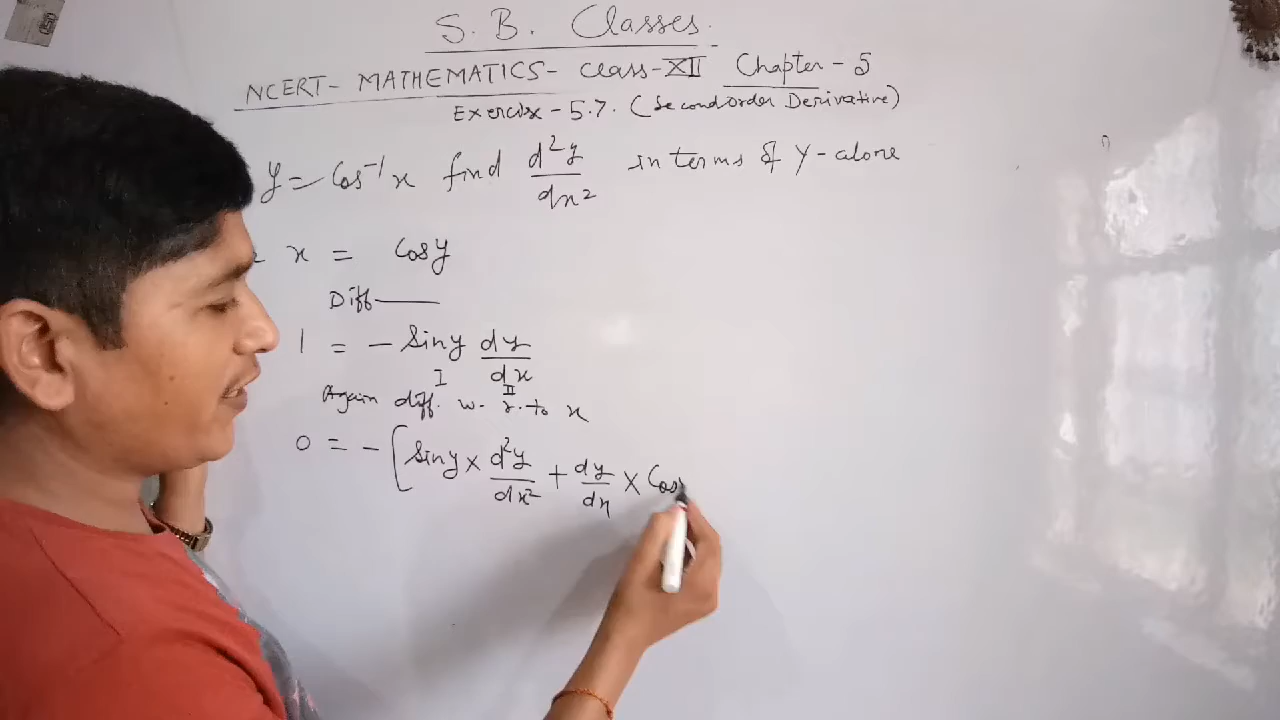 S. B. Classes.
NCERT - MATHEMATICS - Class-XII Chapter - 5
Exercise - 5.7. (Second order Derivative)
y = Cos⁻¹ x find d²y/dx² in terms of Y-alone
x = Cosy
Diff
1 = - Siny dy/dx
I II
Again diff. w. r. to x
0 = - [ Siny × d²y/dx² + dy/dx × Cos